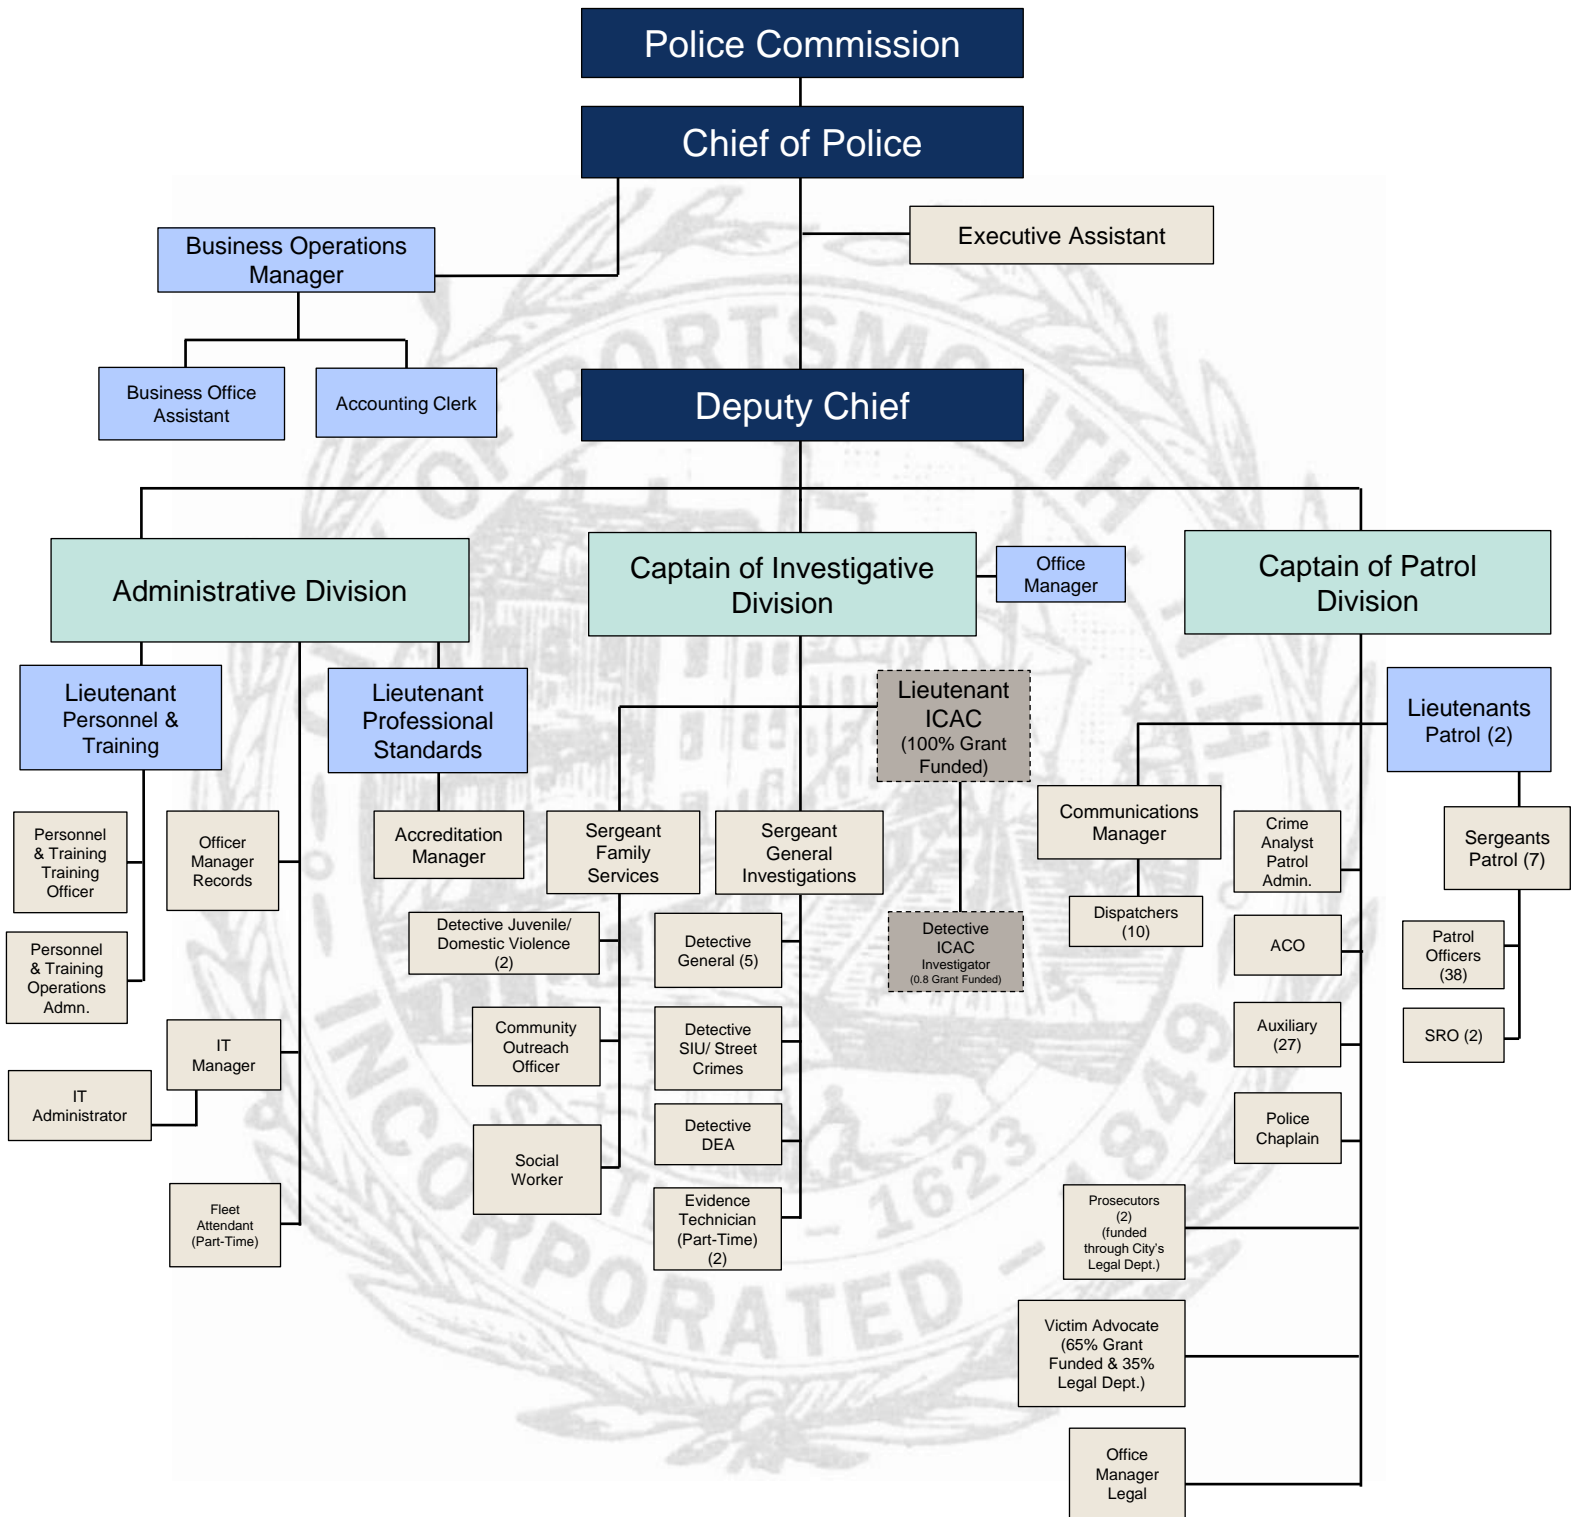 Police Commission
Chief of Police
Executive Assistant
Business Operations
Manager
Business Office
Assistant
Accounting Clerk
Deputy Chief
Administrative Division
Captain of Investigative
Division
Office
Manager
Captain of Patrol
Division
Lieutenant
Personnel &
Training
Lieutenant
Professional
Standards
Lieutenant
ICAC
(100% Grant
Funded)
Lieutenants
Patrol (2)
Personnel
& Training
Training
Officer
Officer
Manager
Records
Accreditation
Manager
Sergeant
Family
Services
Sergeant
General
Investigations
Communications
Manager
Crime
Analyst
Patrol
Admin.
Sergeants
Patrol (7)
Personnel
& Training
Operations
Admn.
Detective Juvenile/
Domestic Violence
(2)
Detective
General (5)
Detective
ICAC
Investigator
(0.8 Grant Funded)
Dispatchers
(10)
ACO
Patrol
Officers
(38)
IT
Manager
IT
Administrator
Community
Outreach
Officer
Detective
SIU/ Street
Crimes
Auxiliary
(27)
SRO (2)
Social
Worker
Detective
DEA
Police
Chaplain
Fleet
Attendant
(Part-Time)
Evidence
Technician
(Part-Time)
(2)
Prosecutors
(2)
(funded
through City's
Legal Dept.)
Victim Advocate
(65% Grant
Funded & 35%
Legal Dept.)
Office
Manager
Legal
OF PORTSMOUTH
INCORPORATED - 1849
1623